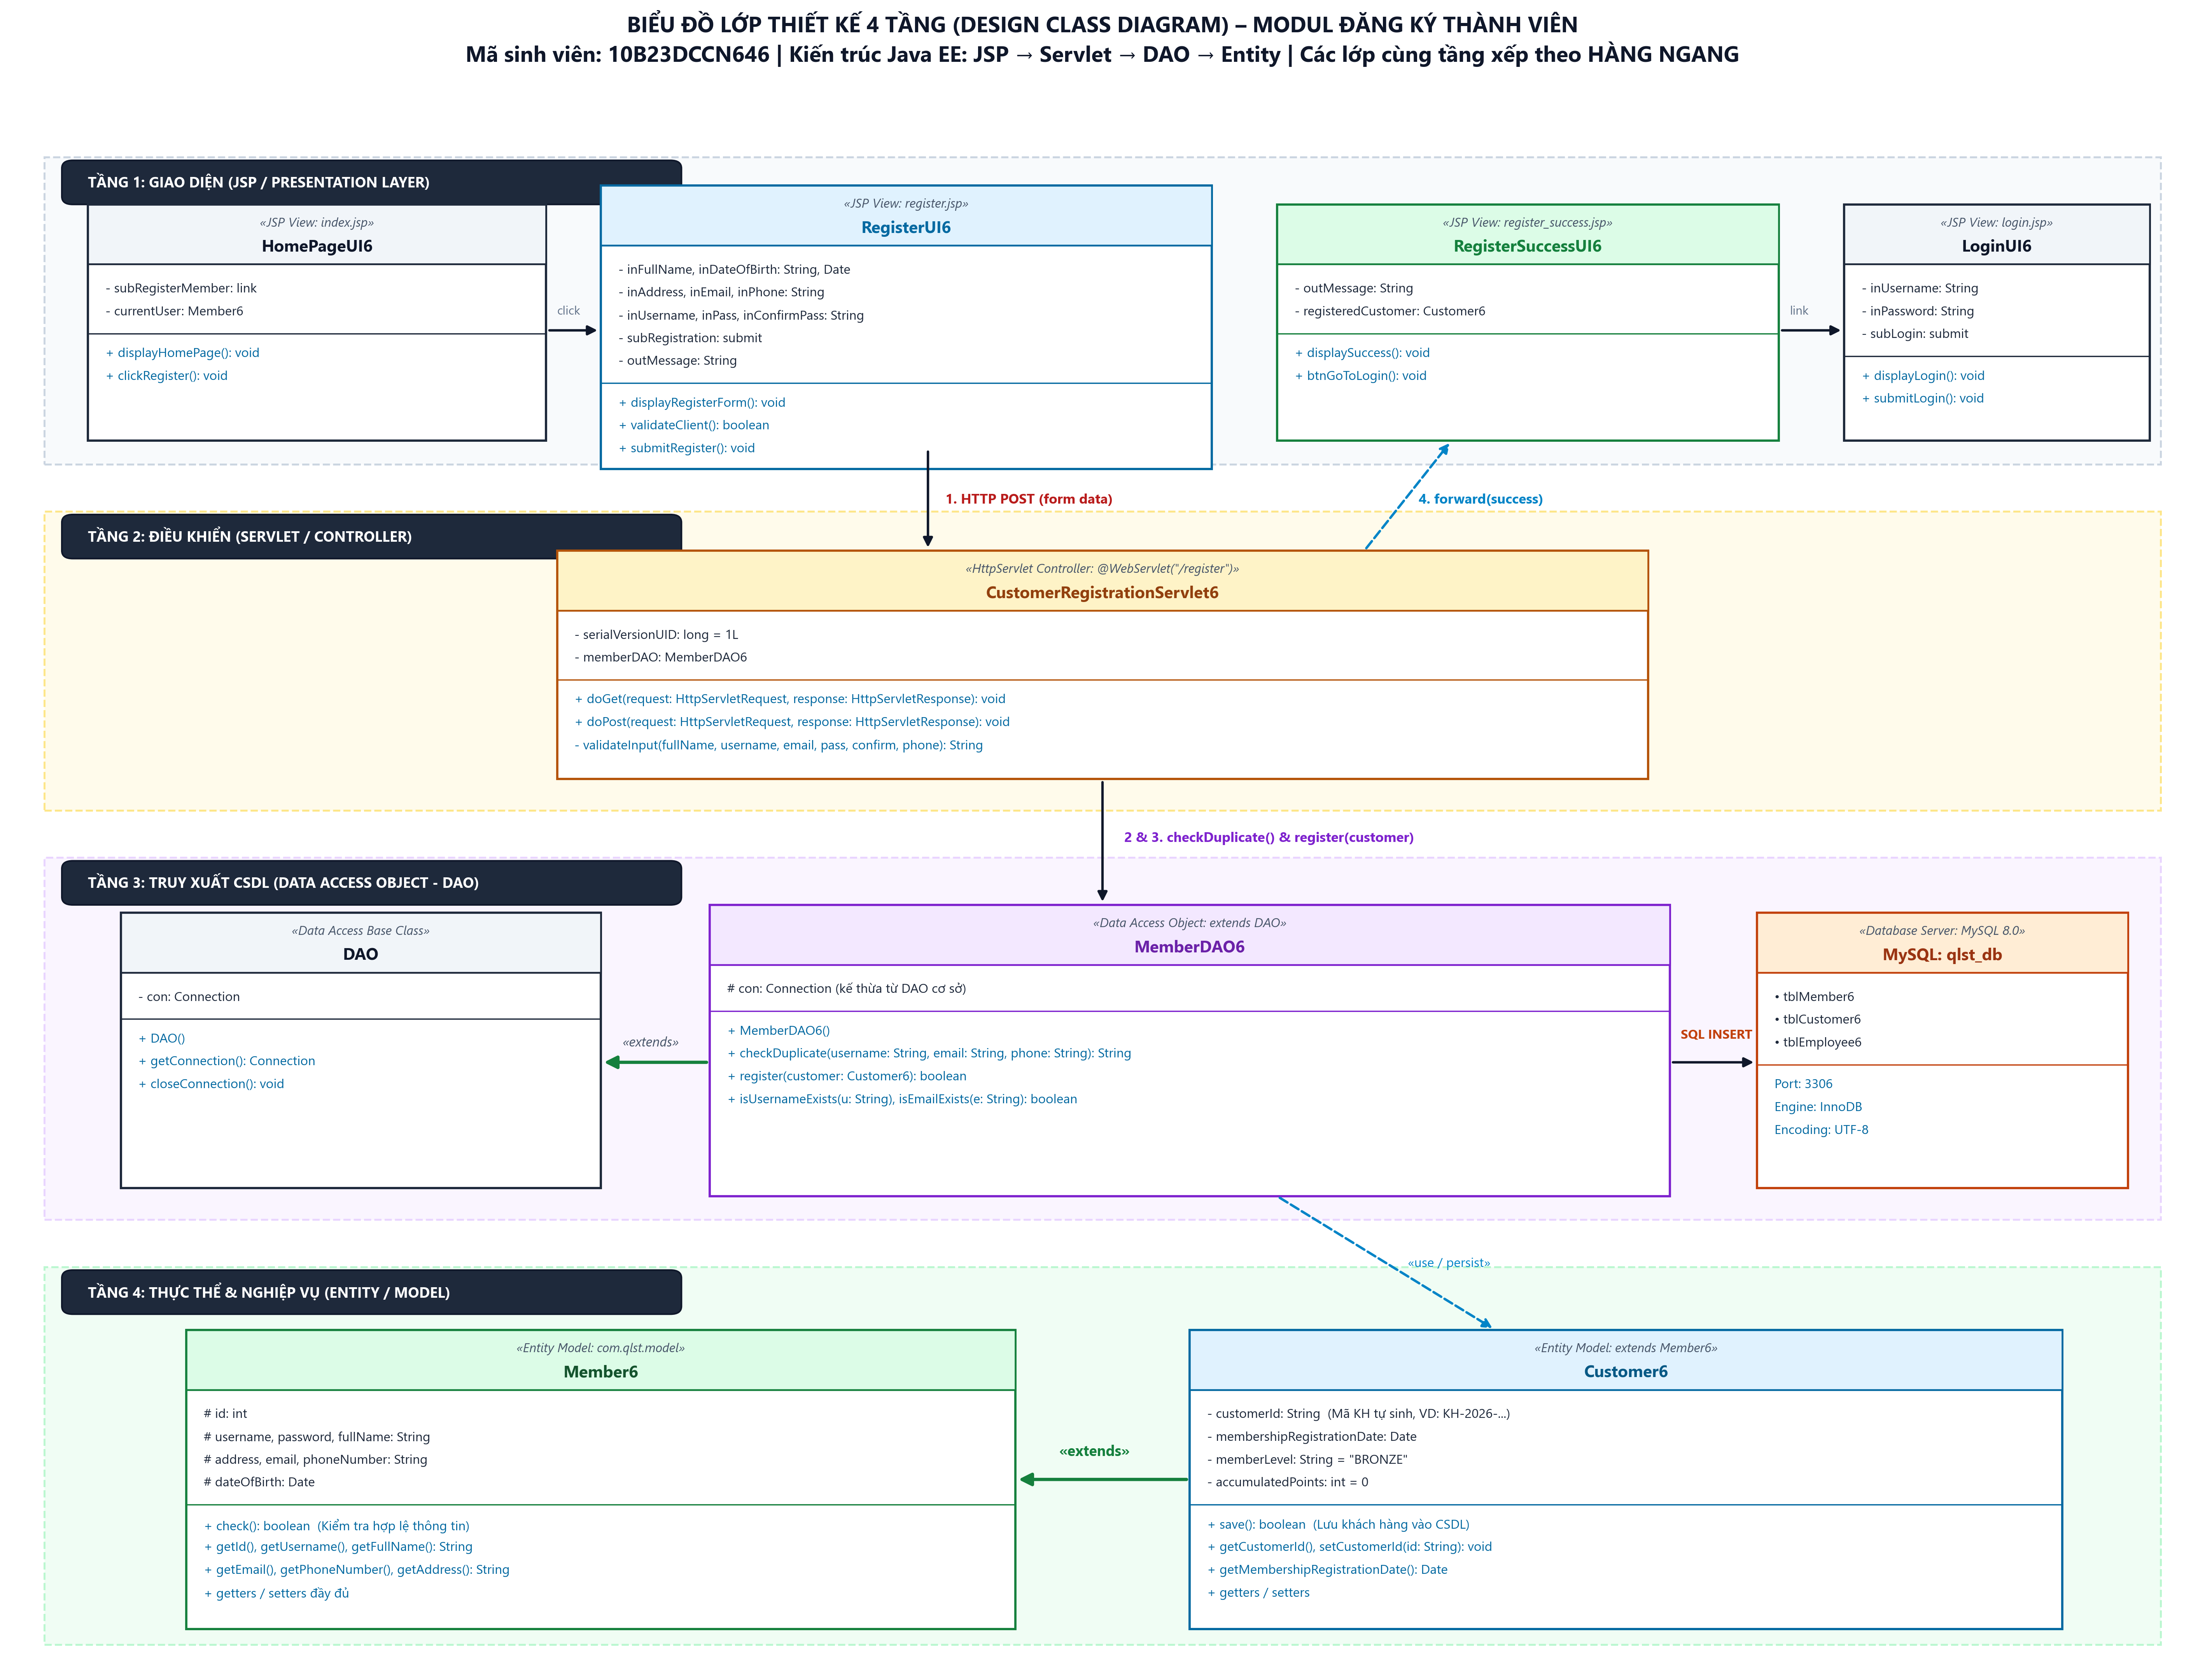 BIỂU ĐỒ LỚP THIẾT KẾ 4 TẦNG (DESIGN CLASS DIAGRAM) – MODUL ĐĂNG KÝ THÀNH VIÊN
Mã sinh viên: 10B23DCCN646 | Kiến trúc Java EE: JSP → Servlet → DAO → Entity | Các lớp cùng tầng xếp theo HÀNG NGANG
TẦNG 1: GIAO DIỆN (JSP / PRESENTATION LAYER)
«JSP View: index.jsp»
HomePageUI6
- subRegisterMember: link
- currentUser: Member6
+ displayHomePage(): void
+ clickRegister(): void
click
«JSP View: register.jsp»
RegisterUI6
- inFullName, inDateOfBirth: String, Date
- inAddress, inEmail, inPhone: String
- inUsername, inPass, inConfirmPass: String
- subRegistration: submit
- outMessage: String
+ displayRegisterForm(): void
+ validateClient(): boolean
+ submitRegister(): void
«JSP View: register_success.jsp»
RegisterSuccessUI6
- outMessage: String
- registeredCustomer: Customer6
+ displaySuccess(): void
+ btnGoToLogin(): void
link
«JSP View: login.jsp»
LoginUI6
- inUsername: String
- inPassword: String
- subLogin: submit
+ displayLogin(): void
+ submitLogin(): void
1. HTTP POST (form data)
4. forward(success)
TẦNG 2: ĐIỀU KHIỂN (SERVLET / CONTROLLER)
«HttpServlet Controller: @WebServlet("/register")»
CustomerRegistrationServlet6
- serialVersionUID: long = 1L
- memberDAO: MemberDAO6
+ doGet(request: HttpServletRequest, response: HttpServletResponse): void
+ doPost(request: HttpServletRequest, response: HttpServletResponse): void
- validateInput(fullName, username, email, pass, confirm, phone): String
2 & 3. checkDuplicate() & register(customer)
TẦNG 3: TRUY XUẤT CSDL (DATA ACCESS OBJECT - DAO)
«Data Access Base Class»
DAO
- con: Connection
+ DAO()
+ getConnection(): Connection
+ closeConnection(): void
«extends»
«Data Access Object: extends DAO»
MemberDAO6
# con: Connection (kế thừa từ DAO cơ sở)
+ MemberDAO6()
+ checkDuplicate(username: String, email: String, phone: String): String
+ register(customer: Customer6): boolean
+ isUsernameExists(u: String), isEmailExists(e: String): boolean
SQL INSERT
«Database Server: MySQL 8.0»
MySQL: qlst_db
• tblMember6
• tblCustomer6
• tblEmployee6
Port: 3306
Engine: InnoDB
Encoding: UTF-8
«use / persist»
TẦNG 4: THỰC THỂ & NGHIỆP VỤ (ENTITY / MODEL)
«Entity Model: com.qlst.model»
Member6
# id: int
# username, password, fullName: String
# address, email, phoneNumber: String
# dateOfBirth: Date
+ check(): boolean  (Kiểm tra hợp lệ thông tin)
+ getId(), getUsername(), getFullName(): String
+ getEmail(), getPhoneNumber(), getAddress(): String
+ getters / setters đầy đủ
«extends»
«Entity Model: extends Member6»
Customer6
- customerId: String  (Mã KH tự sinh, VD: KH-2026-...)
- membershipRegistrationDate: Date
- memberLevel: String = "BRONZE"
- accumulatedPoints: int = 0
+ save(): boolean  (Lưu khách hàng vào CSDL)
+ getCustomerId(), setCustomerId(id: String): void
+ getMembershipRegistrationDate(): Date
+ getters / setters